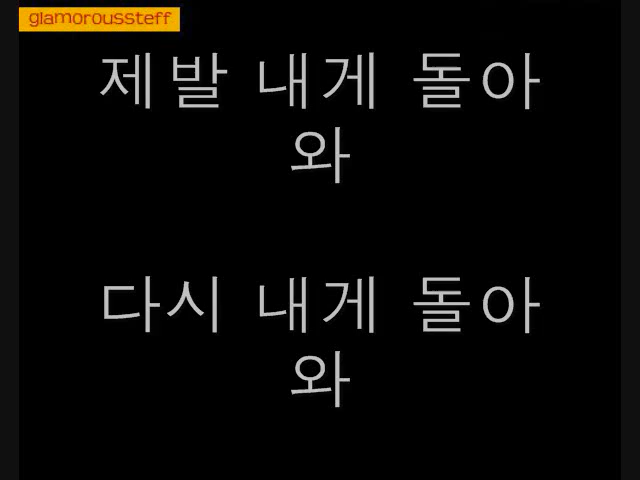 glamoroussteff
제발 내게 돌아
와
다시 내게 돌아
와